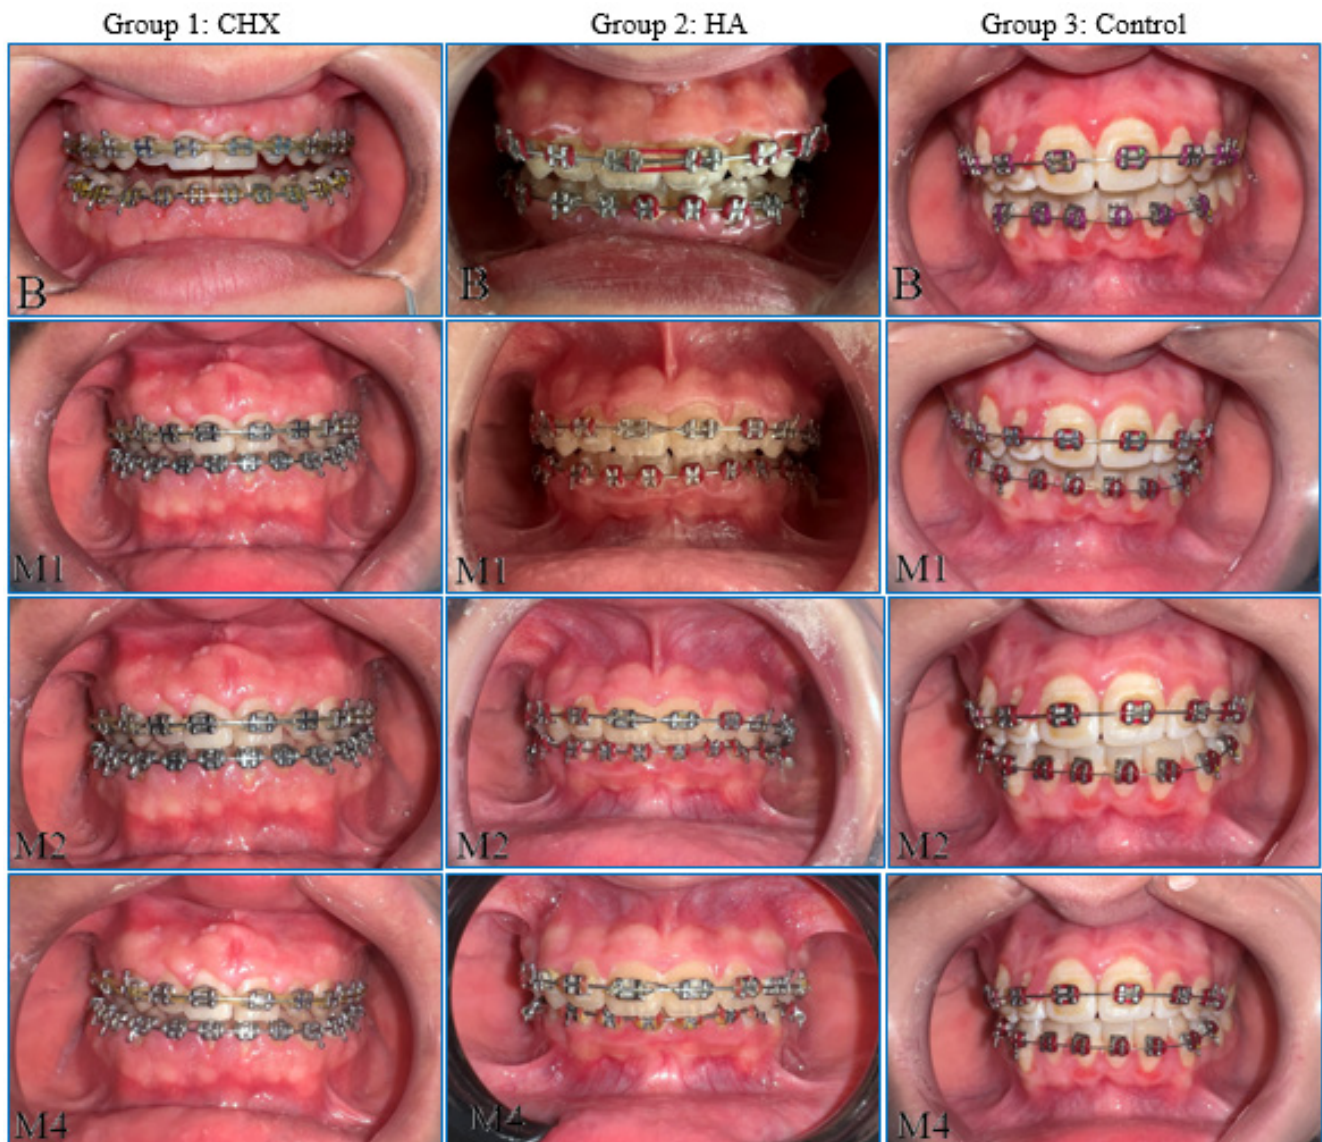 Group 1: CHX Group 2: HA Group 3: Control
B B B
M1 M1 M1
M2 M2 M2
M4 M4 M4